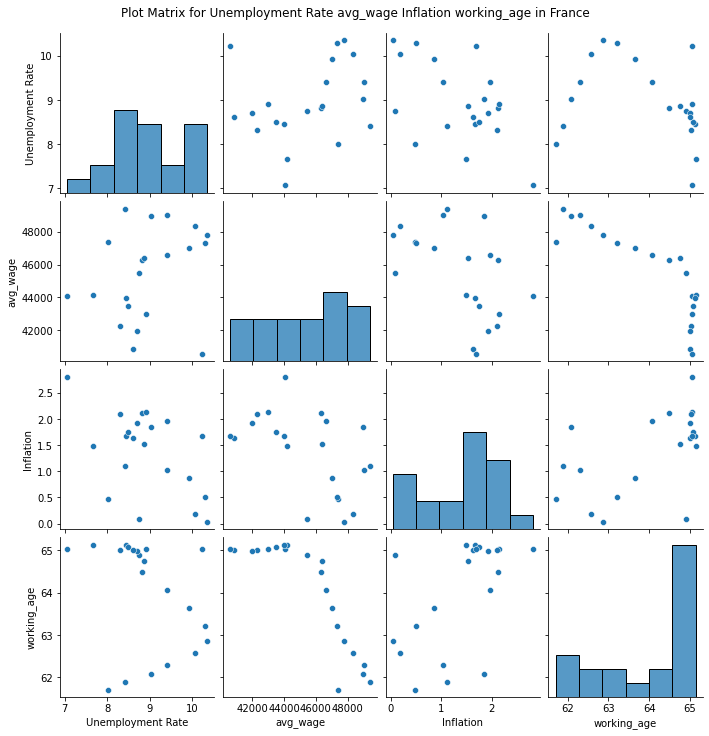 Plot Matrix for Unemployment Rate avg_wage Inflation working_age in France
Unemployment Rate
10
9
8
7
avg_wage
48000
46000
44000
42000
Inflation
2.5
2.0
1.5
1.0
0.5
0.0
working_age
65
64
63
62
7 8 9 10
42000 44000 46000 48000
0 1 2
62 63 64 65
Unemployment Rate
avg_wage
Inflation
working_age